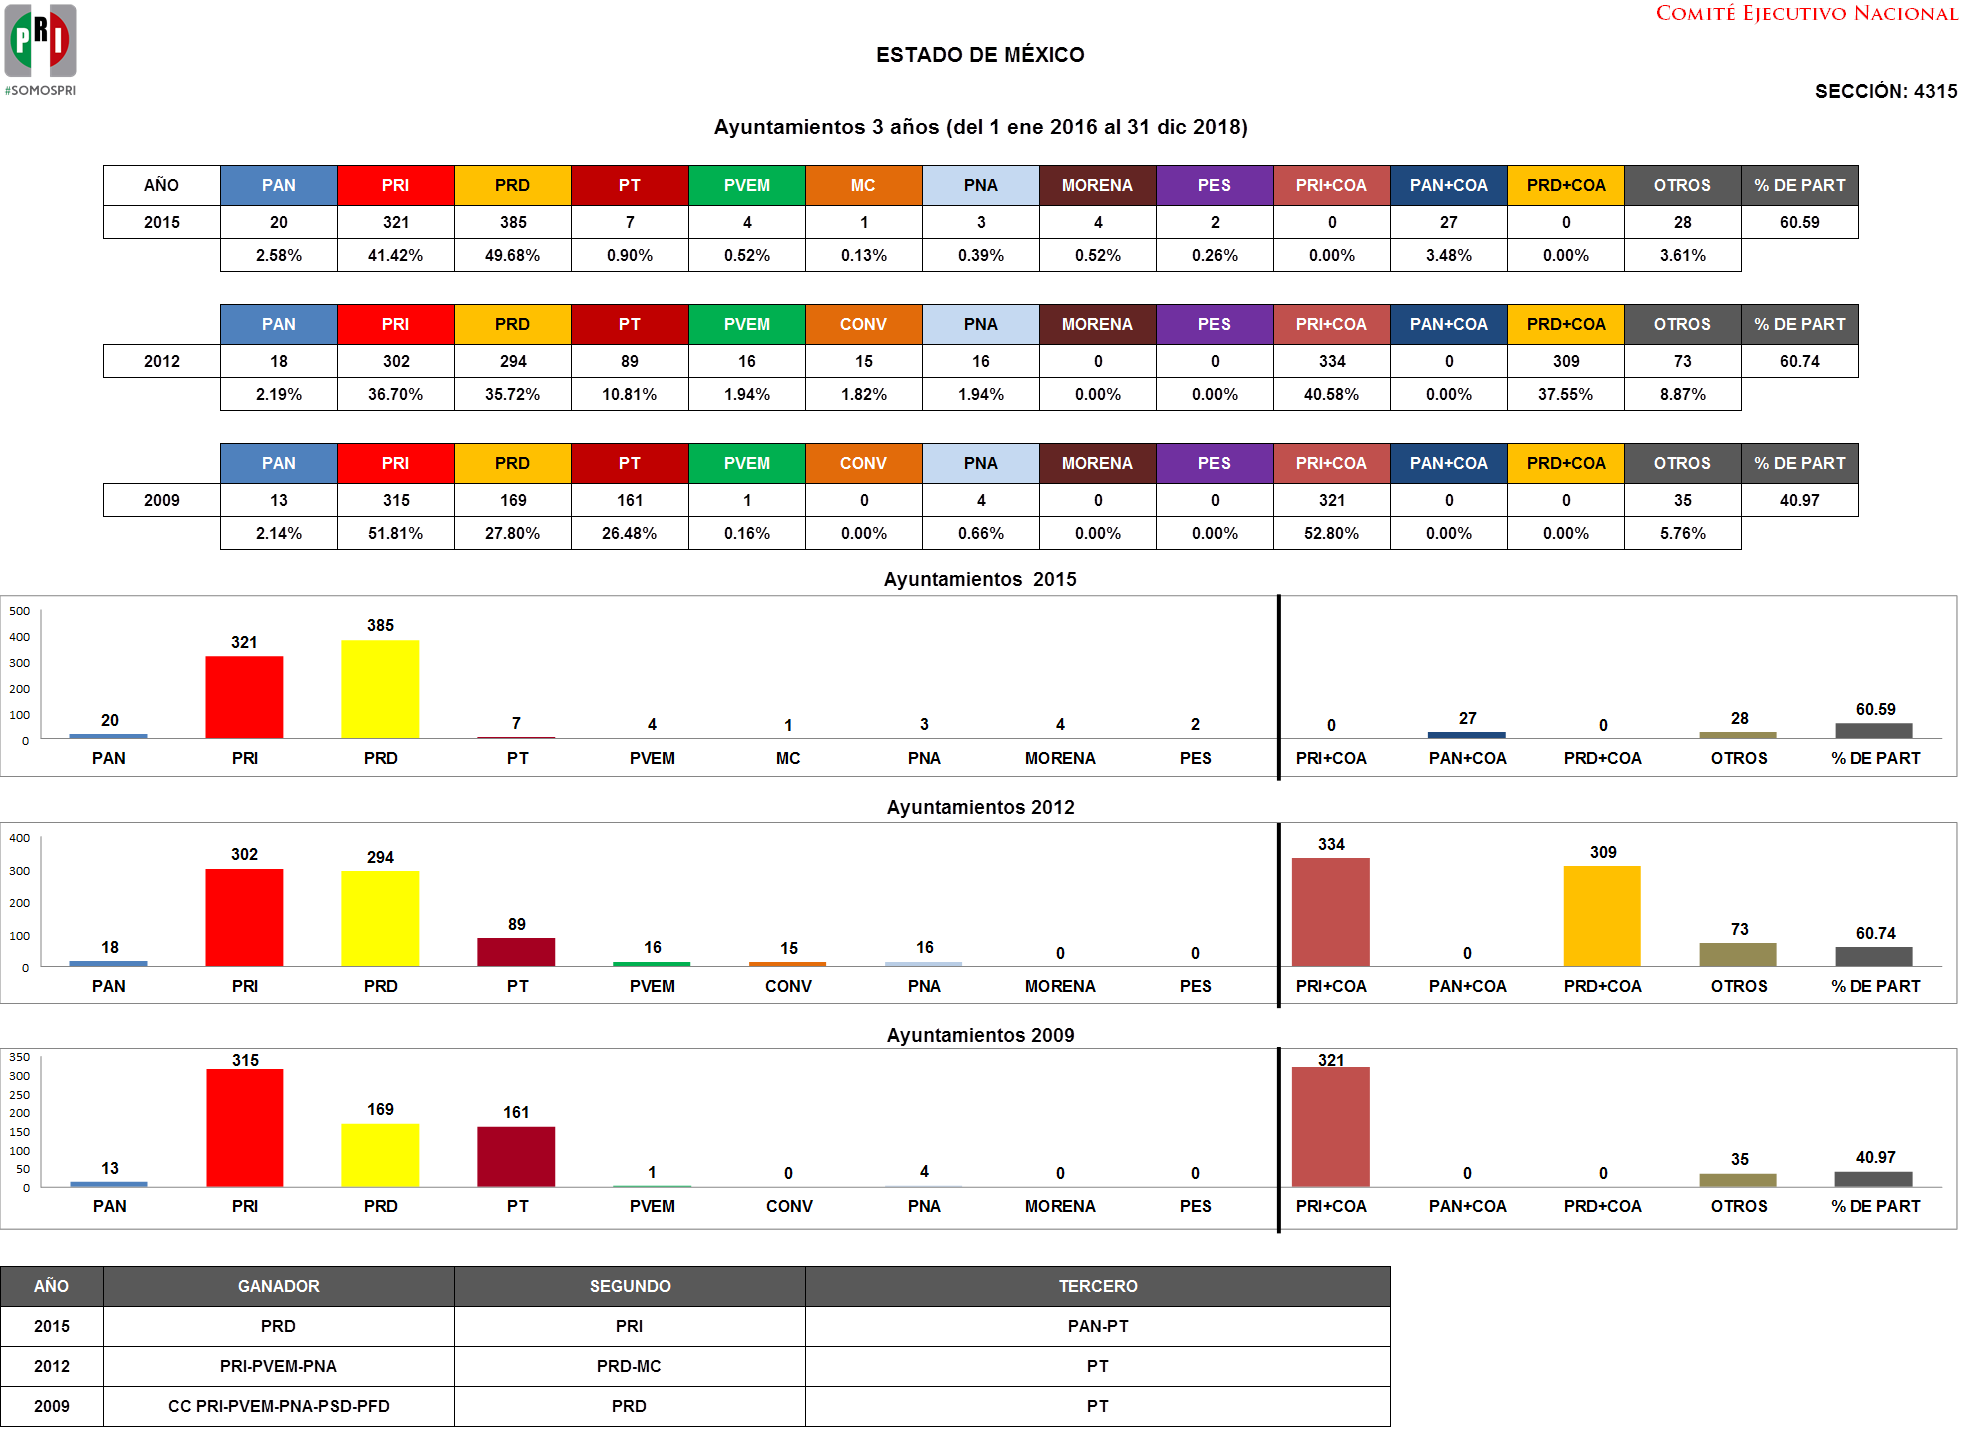 COMITÉ EJECUTIVO NACIONAL
PRI
#SOMOSPRI
ESTADO DE MÉXICO
SECCIÓN: 4315
Ayuntamientos 3 años (del 1 ene 2016 al 31 dic 2018)
AÑO PAN PRI PRD PT PVEM MC PNA MORENA PES PRI+COA PAN+COA PRD+COA OTROS % DE PART
2015 20 321 385 7 4 1 3 4 2 0 27 0 28 60.59
2.58% 41.42% 49.68% 0.90% 0.52% 0.13% 0.39% 0.52% 0.26% 0.00% 3.48% 0.00% 3.61%
PAN PRI PRD PT PVEM CONV PNA MORENA PES PRI+COA PAN+COA PRD+COA OTROS % DE PART
2012 18 302 294 89 16 15 16 0 0 334 0 309 73 60.74
2.19% 36.70% 35.72% 10.81% 1.94% 1.82% 1.94% 0.00% 0.00% 40.58% 0.00% 37.55% 8.87%
PAN PRI PRD PT PVEM CONV PNA MORENA PES PRI+COA PAN+COA PRD+COA OTROS % DE PART
2009 13 315 169 161 1 0 4 0 0 321 0 0 35 40.97
2.14% 51.81% 27.80% 26.48% 0.16% 0.00% 0.66% 0.00% 0.00% 52.80% 0.00% 0.00% 5.76%
Ayuntamientos 2015
500
400
300
200
100
0
20 321 385 7 4 1 3 4 2 0 27 0 28 60.59
PAN PRI PRD PT PVEM MC PNA MORENA PES PRI+COA PAN+COA PRD+COA OTROS % DE PART
Ayuntamientos 2012
400
300
200
100
0
18 302 294 89 16 15 16 0 0 334 0 309 73 60.74
PAN PRI PRD PT PVEM CONV PNA MORENA PES PRI+COA PAN+COA PRD+COA OTROS % DE PART
Ayuntamientos 2009
350
300
250
200
150
100
50
0
13 315 169 161 1 0 4 0 0 321 0 0 35 40.97
PAN PRI PRD PT PVEM CONV PNA MORENA PES PRI+COA PAN+COA PRD+COA OTROS % DE PART
AÑO GANADOR SEGUNDO TERCERO
2015 PRD PRI PAN-PT
2012 PRI-PVEM-PNA PRD-MC PT
2009 CC PRI-PVEM-PNA-PSD-PFD PRD PT